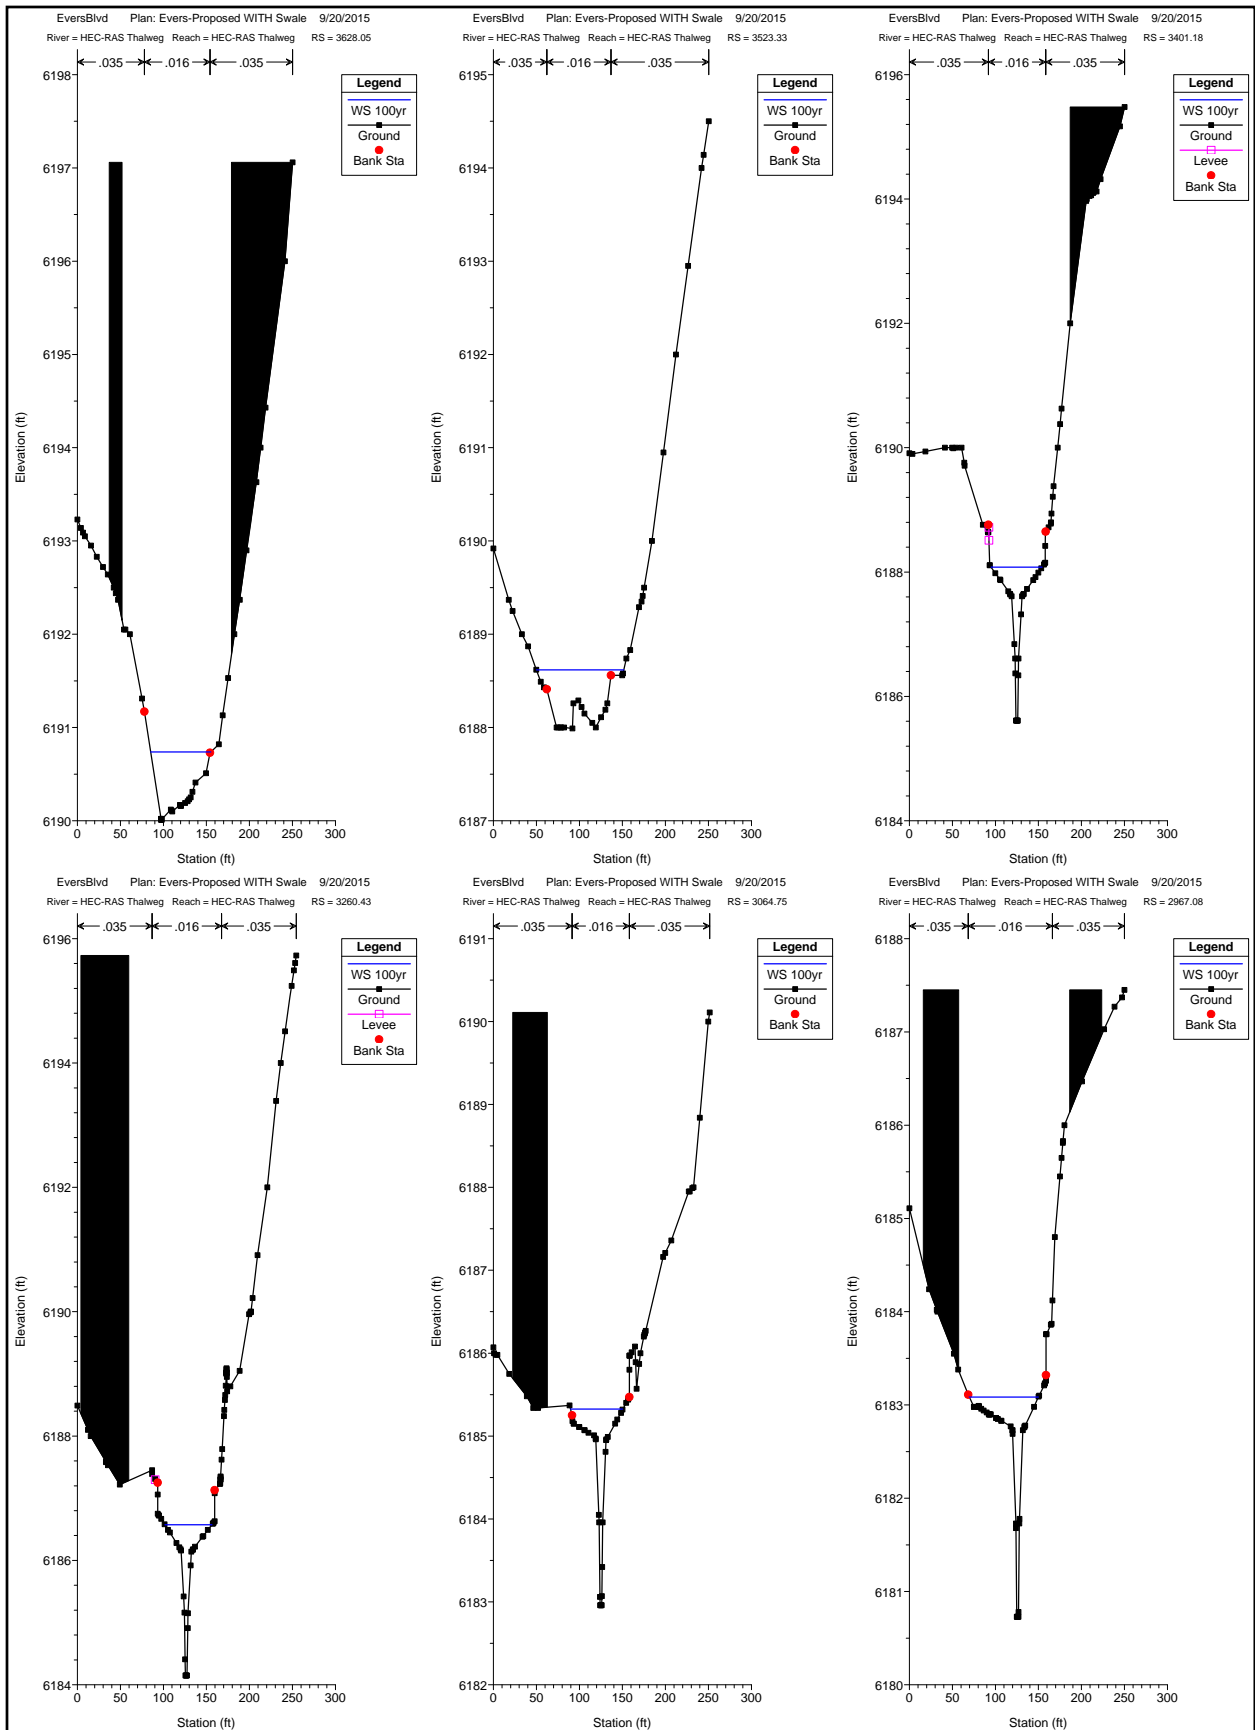 EversBlvd Plan: Evers-Proposed WITH Swale 9/20/2015
River = HEC-RAS Thalweg Reach = HEC-RAS Thalweg RS = 3628.05
.035 .016 .035
Legend
WS 100yr
Ground
Bank Sta
6198
6197
6196
6195
6194
6193
6192
6191
6190
Elevation (ft)
0 50 100 150 200 250 300
Station (ft)
EversBlvd Plan: Evers-Proposed WITH Swale 9/20/2015
River = HEC-RAS Thalweg Reach = HEC-RAS Thalweg RS = 3523.33
.035 .016 .035
Legend
WS 100yr
Ground
Bank Sta
6195
6194
6193
6192
6191
6190
6189
6188
6187
Elevation (ft)
0 50 100 150 200 250 300
Station (ft)
EversBlvd Plan: Evers-Proposed WITH Swale 9/20/2015
River = HEC-RAS Thalweg Reach = HEC-RAS Thalweg RS = 3401.18
.035 .016 .035
Legend
WS 100yr
Ground
Levee
Bank Sta
6196
6194
6192
6190
6188
6186
6184
Elevation (ft)
0 50 100 150 200 250 300
Station (ft)
EversBlvd Plan: Evers-Proposed WITH Swale 9/20/2015
River = HEC-RAS Thalweg Reach = HEC-RAS Thalweg RS = 3260.43
.035 .016 .035
Legend
WS 100yr
Ground
Levee
Bank Sta
6196
6194
6192
6190
6188
6186
6184
Elevation (ft)
0 50 100 150 200 250 300
Station (ft)
EversBlvd Plan: Evers-Proposed WITH Swale 9/20/2015
River = HEC-RAS Thalweg Reach = HEC-RAS Thalweg RS = 3064.75
.035 .016 .035
Legend
WS 100yr
Ground
Bank Sta
6191
6190
6189
6188
6187
6186
6185
6184
6183
6182
Elevation (ft)
0 50 100 150 200 250 300
Station (ft)
EversBlvd Plan: Evers-Proposed WITH Swale 9/20/2015
River = HEC-RAS Thalweg Reach = HEC-RAS Thalweg RS = 2967.08
.035 .016 .035
Legend
WS 100yr
Ground
Bank Sta
6188
6187
6186
6185
6184
6183
6182
6181
6180
Elevation (ft)
0 50 100 150 200 250 300
Station (ft)